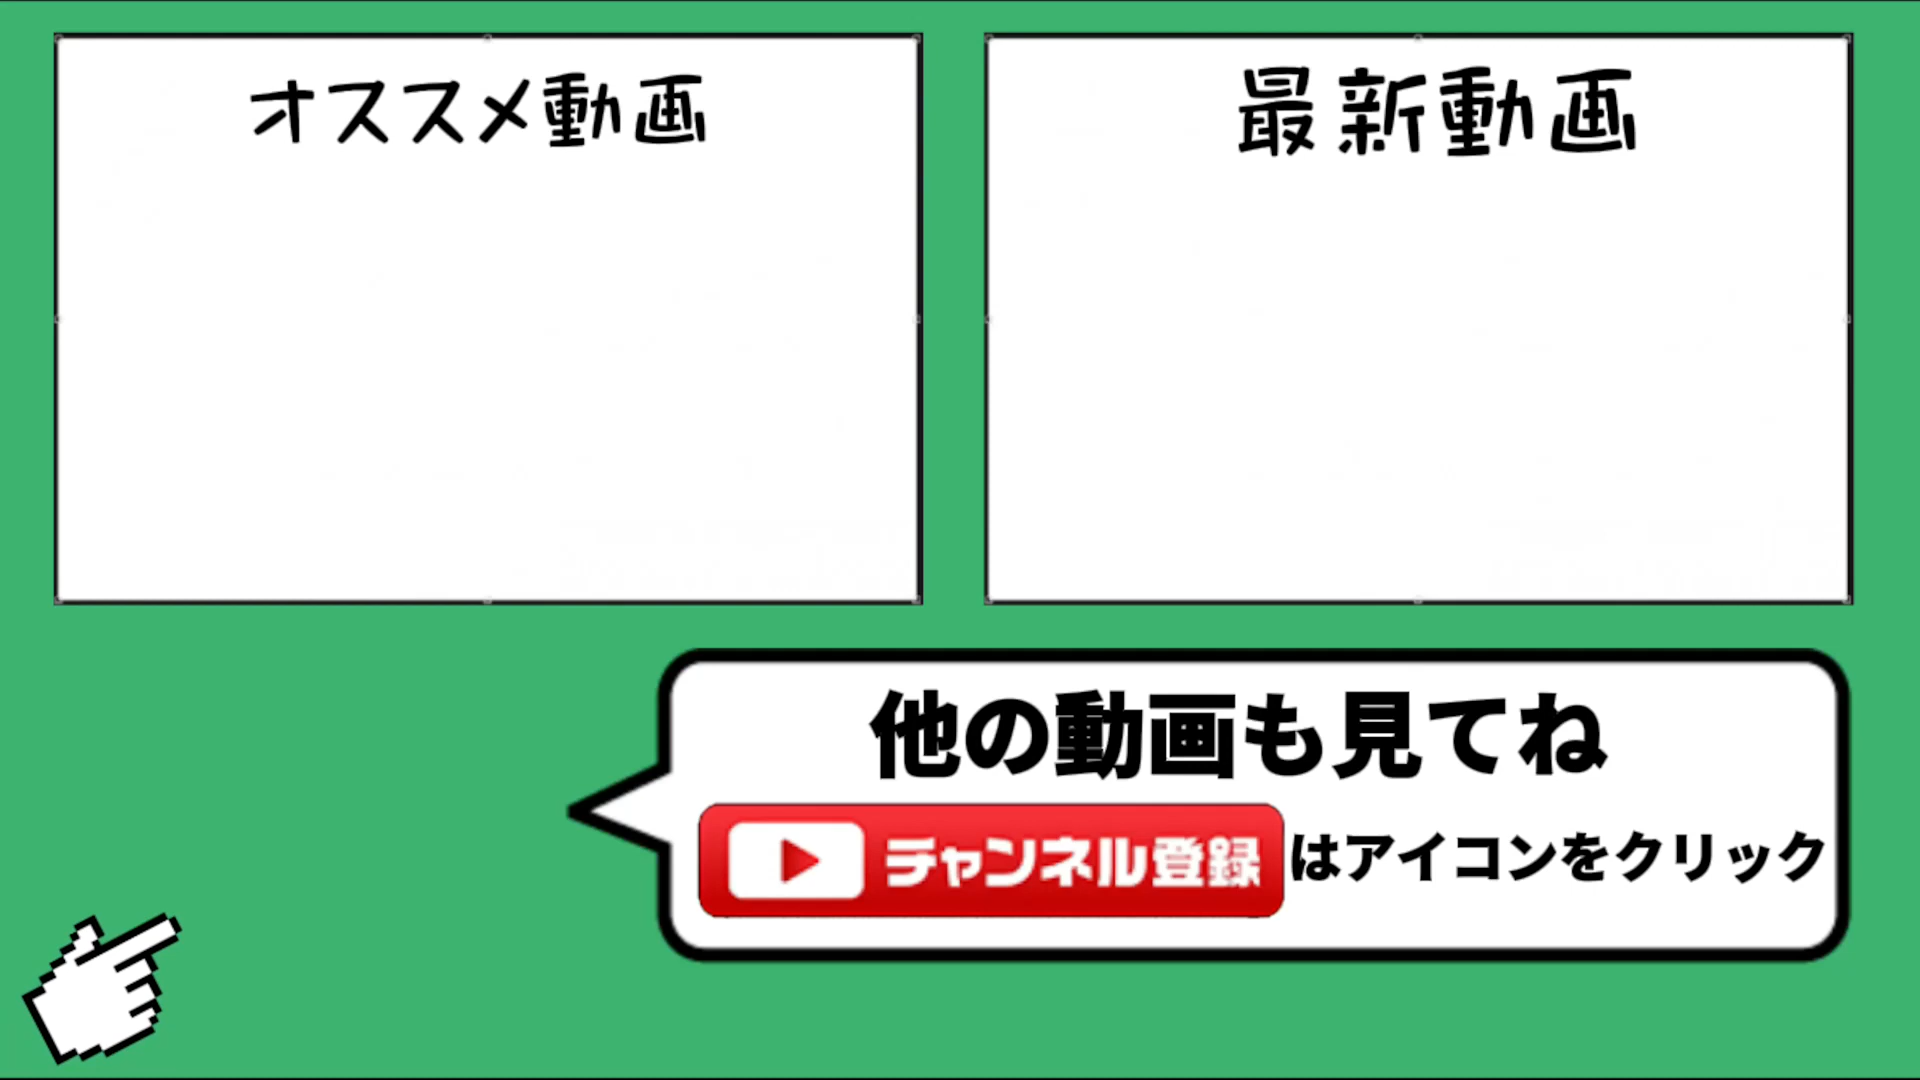 オススメ動画
最新動画
他の動画も見てね
チャンネル登録はアイコンをクリック